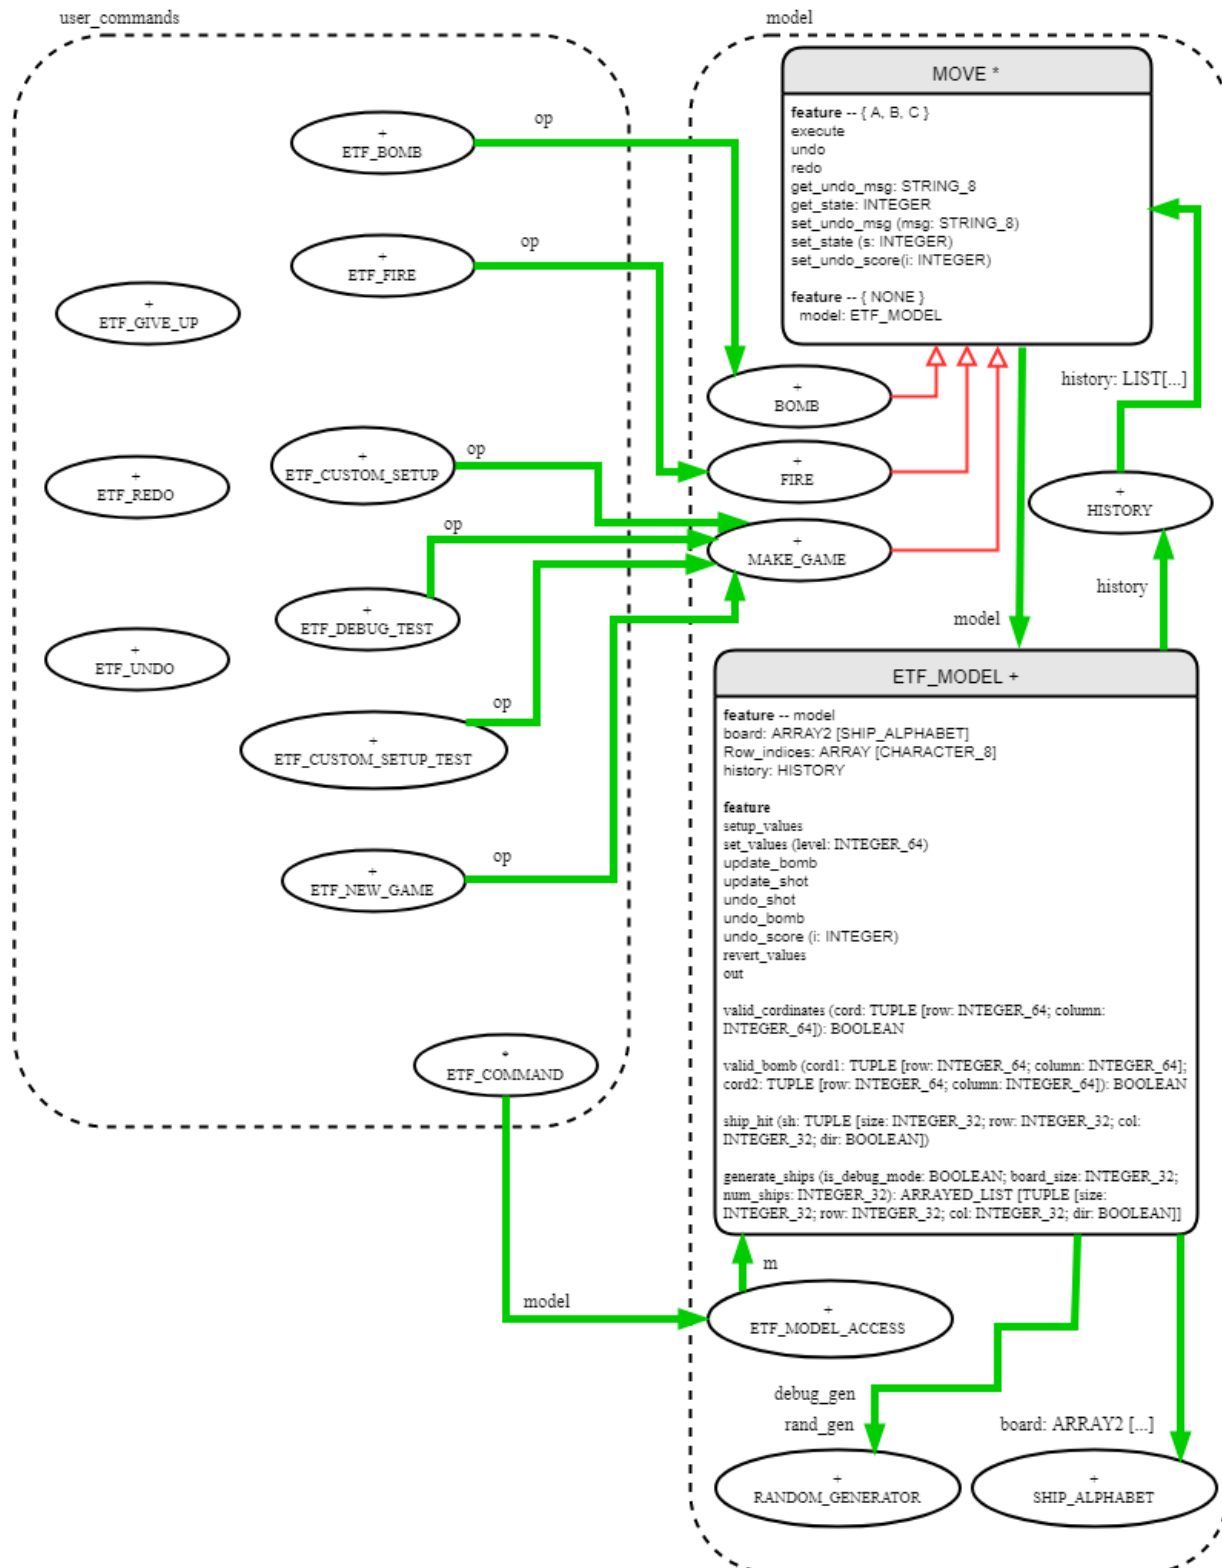 user_commands
+
ETF_BOMB
op
+
ETF_FIRE
op
+
ETF_GIVE_UP
+
ETF_CUSTOM_SETUP
op
+
ETF_REDO
op
+
ETF_DEBUG_TEST
+
ETF_UNDO
op
+
ETF_CUSTOM_SETUP_TEST
op
+
ETF_NEW_GAME
*
ETF_COMMAND
model
model
MOVE *
feature -- { A, B, C }
execute
undo
redo
get_undo_msg: STRING_8
get_state: INTEGER
set_undo_msg (msg: STRING_8)
set_state (s: INTEGER)
set_undo_score(i: INTEGER)
feature -- { NONE }
model: ETF_MODEL
+
BOMB
+
FIRE
+
MAKE_GAME
history: LIST[...]
+
HISTORY
history
model
ETF_MODEL +
feature -- model
board: ARRAY2 [SHIP_ALPHABET]
Row_indices: ARRAY [CHARACTER_8]
history: HISTORY
feature
setup_values
set_values (level: INTEGER_64)
update_bomb
update_shot
undo_shot
undo_bomb
undo_score (i: INTEGER)
revert_values
out
valid_cordinates (cord: TUPLE [row: INTEGER_64; column:
INTEGER_64]): BOOLEAN
valid_bomb (cord1: TUPLE [row: INTEGER_64; column: INTEGER_64];
cord2: TUPLE [row: INTEGER_64; column: INTEGER_64]): BOOLEAN
ship_hit (sh: TUPLE [size: INTEGER_32; row: INTEGER_32; col:
INTEGER_32; dir: BOOLEAN])
generate_ships (is_debug_mode: BOOLEAN; board_size: INTEGER_32;
num_ships: INTEGER_32): ARRAYED_LIST [TUPLE [size:
INTEGER_32; row: INTEGER_32; col: INTEGER_32; dir: BOOLEAN]]
m
+
ETF_MODEL_ACCESS
debug_gen
rand_gen
board: ARRAY2 [...]
+
RANDOM_GENERATOR
+
SHIP_ALPHABET